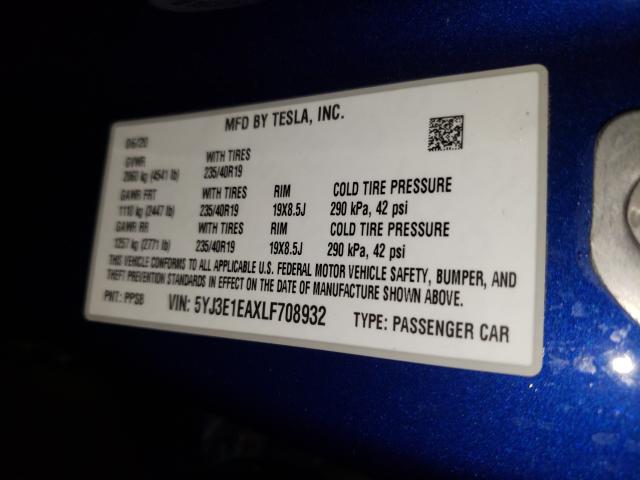 MFD BY TESLA, INC.
06/20
GVWR WITH TIRES
2060 kg (4541 lb) 235/40R19
GAWR FRT WITH TIRES RIM COLD TIRE PRESSURE
1110 kg (2447 lb) 235/40R19 19X8.5J 290 kPa, 42 psi
GAWR RR WITH TIRES RIM COLD TIRE PRESSURE
1257 kg (2771 lb) 235/40R19 19X8.5J 290 kPa, 42 psi
THIS VEHICLE CONFORMS TO ALL APPLICABLE U.S. FEDERAL MOTOR VEHICLE SAFETY, BUMPER, AND
THEFT PREVENTION STANDARDS IN EFFECT ON THE DATE OF MANUFACTURE SHOWN ABOVE.
PNT: PPSB VIN: 5YJ3E1EAXLF708932 TYPE: PASSENGER CAR